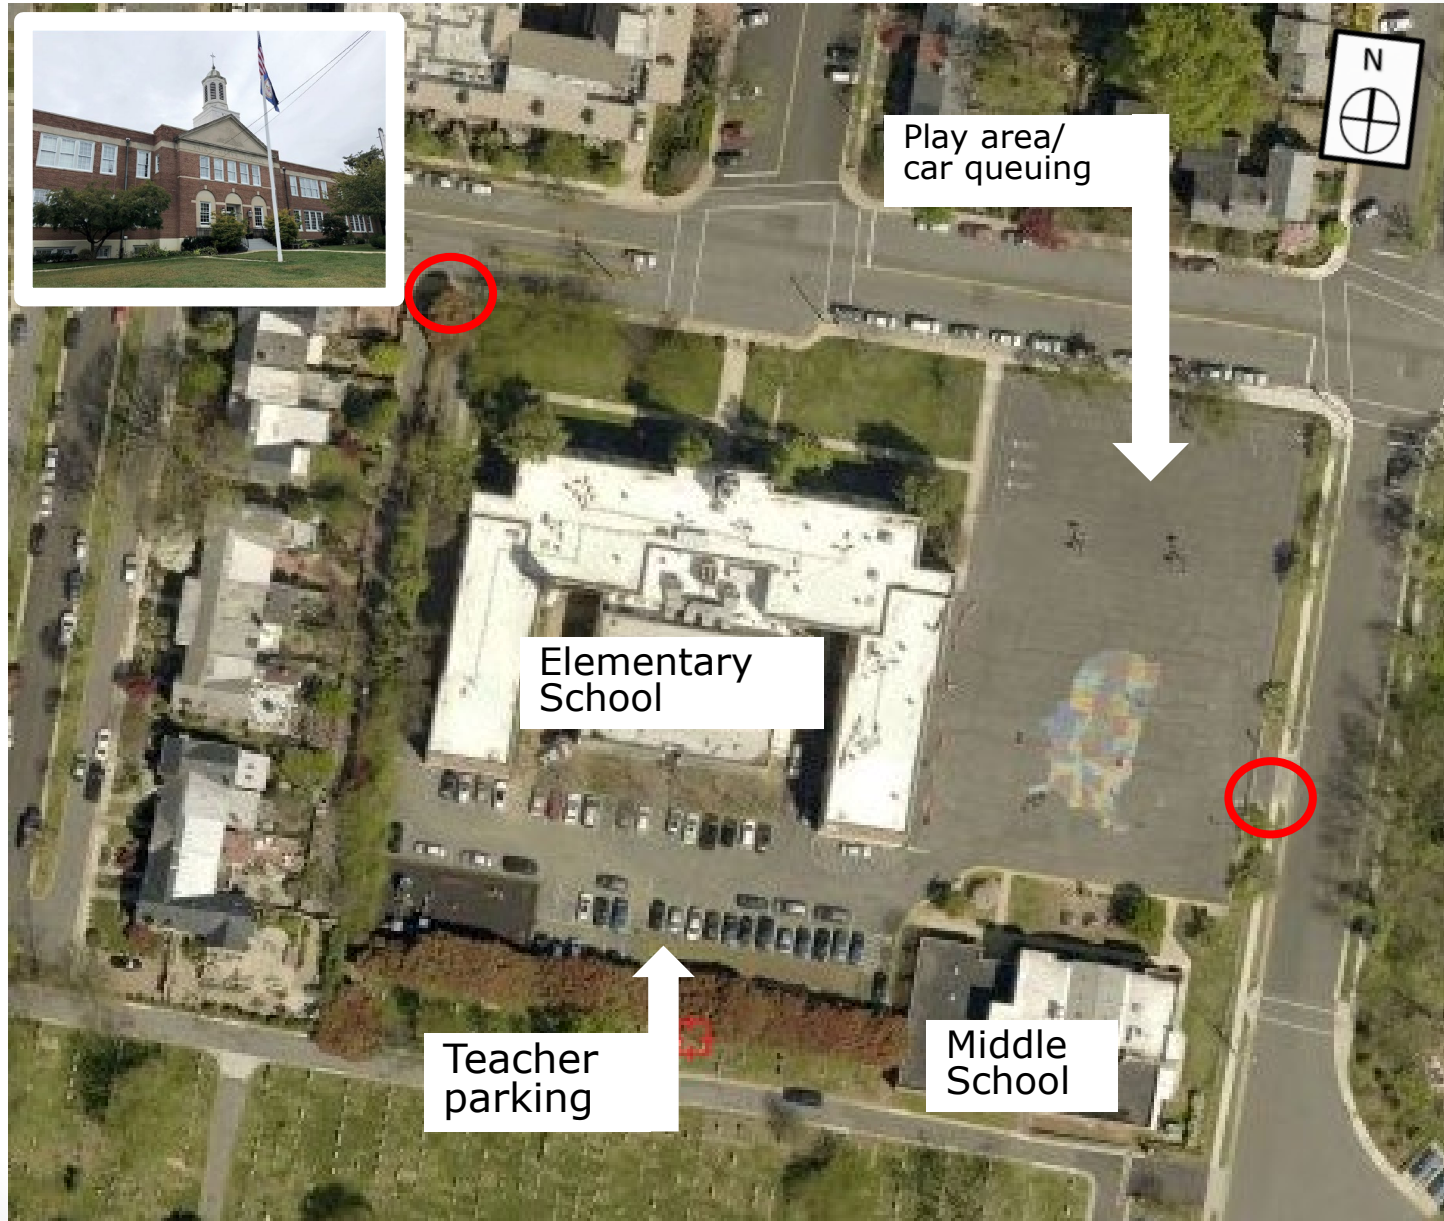 N
Play area/
car queuing
Elementary
School
Teacher
parking
Middle
School